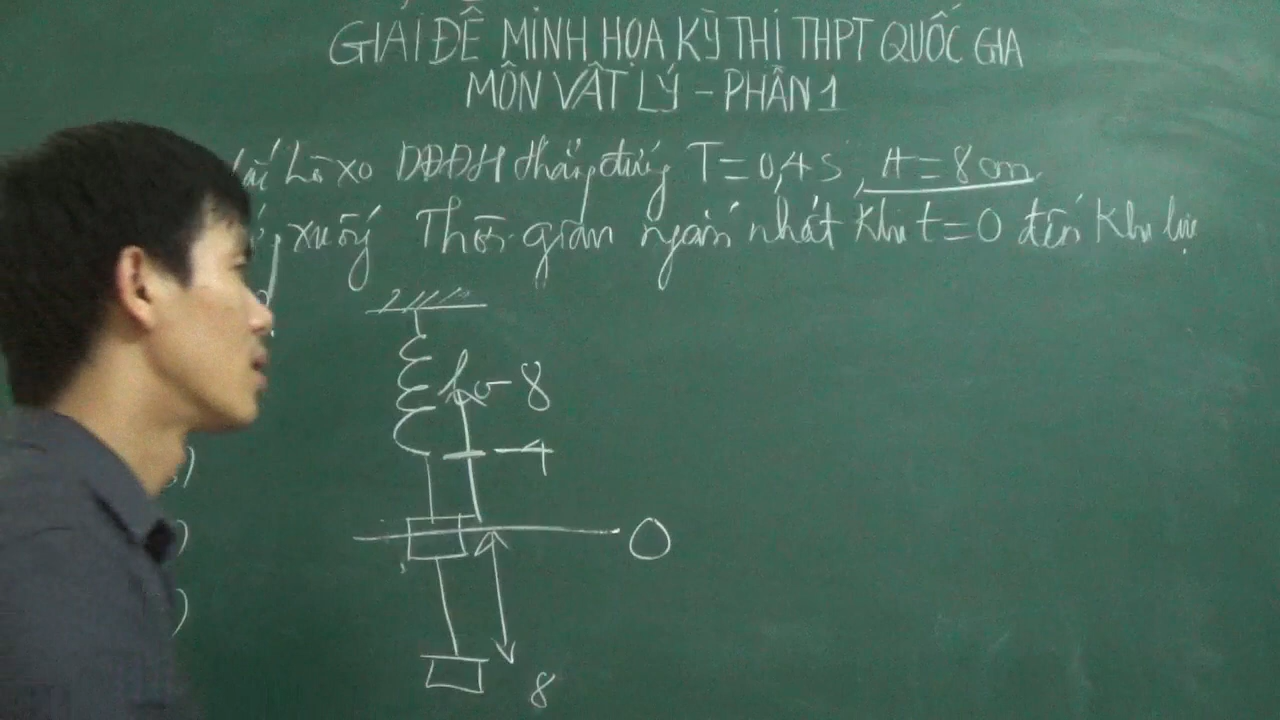 GIẢI ĐỀ MINH HỌA KỲ THI THPT QUỐC GIA
MÔN VẬT LÝ - PHẦN 1
lò xo DĐĐH thẳng đứng T = 0,4 s, A = 8 cm
xuống Thời gian ngắn nhất khi t = 0 đến khi lực
-8
-4
O
8